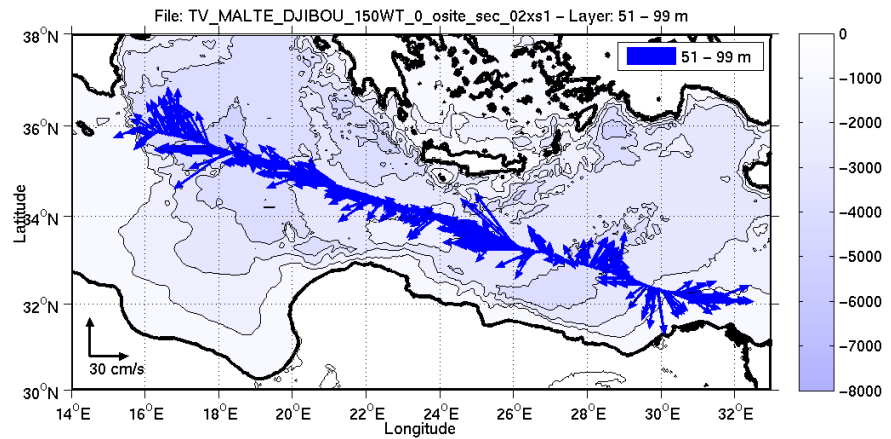 File: TV_MALTE_DJIBOU_150WT_0_osite_sec_02xs1 – Layer: 51 – 99 m
51 – 99 m
38°N
36°N
34°N
32°N
30°N
Latitude
30 cm/s
14°E 16°E 18°E 20°E 22°E 24°E 26°E 28°E 30°E 32°E
Longitude
0
−1000
−2000
−3000
−4000
−5000
−6000
−7000
−8000